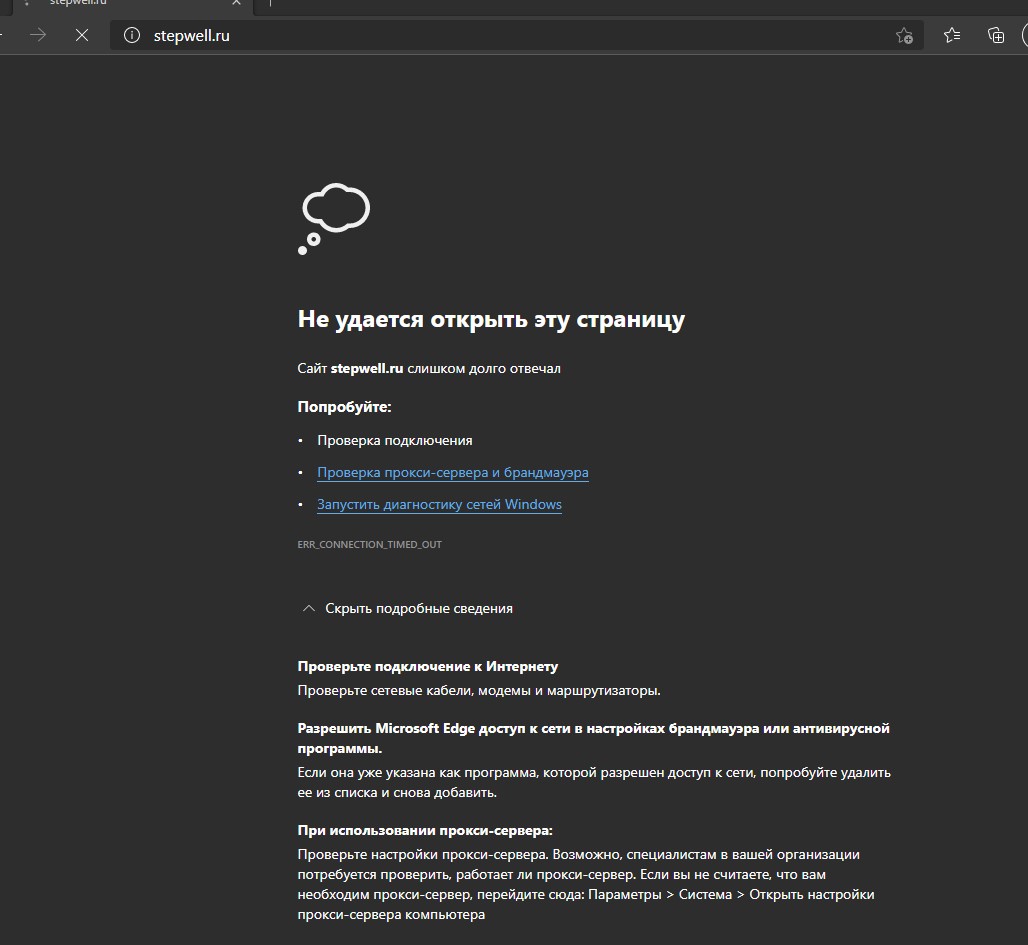 stepwell.ru
stepwell.ru
Не удается открыть эту страницу
Сайт stepwell.ru слишком долго отвечал
Попробуйте:
• Проверка подключения
• Проверка прокси-сервера и брандмауэра
• Запустить диагностику сетей Windows
ERR_CONNECTION_TIMED_OUT
Скрыть подробные сведения
Проверьте подключение к Интернету
Проверьте сетевые кабели, модемы и маршрутизаторы.
Разрешить Microsoft Edge доступ к сети в настройках брандмауэра или антивирусной
программы.
Если она уже указана как программа, которой разрешен доступ к сети, попробуйте удалить
ее из списка и снова добавить.
При использовании прокси-сервера:
Проверьте настройки прокси-сервера. Возможно, специалистам в вашей организации
потребуется проверить, работает ли прокси-сервер. Если вы не считаете, что вам
необходим прокси-сервер, перейдите сюда: Параметры > Система > Открыть настройки
прокси-сервера компьютера